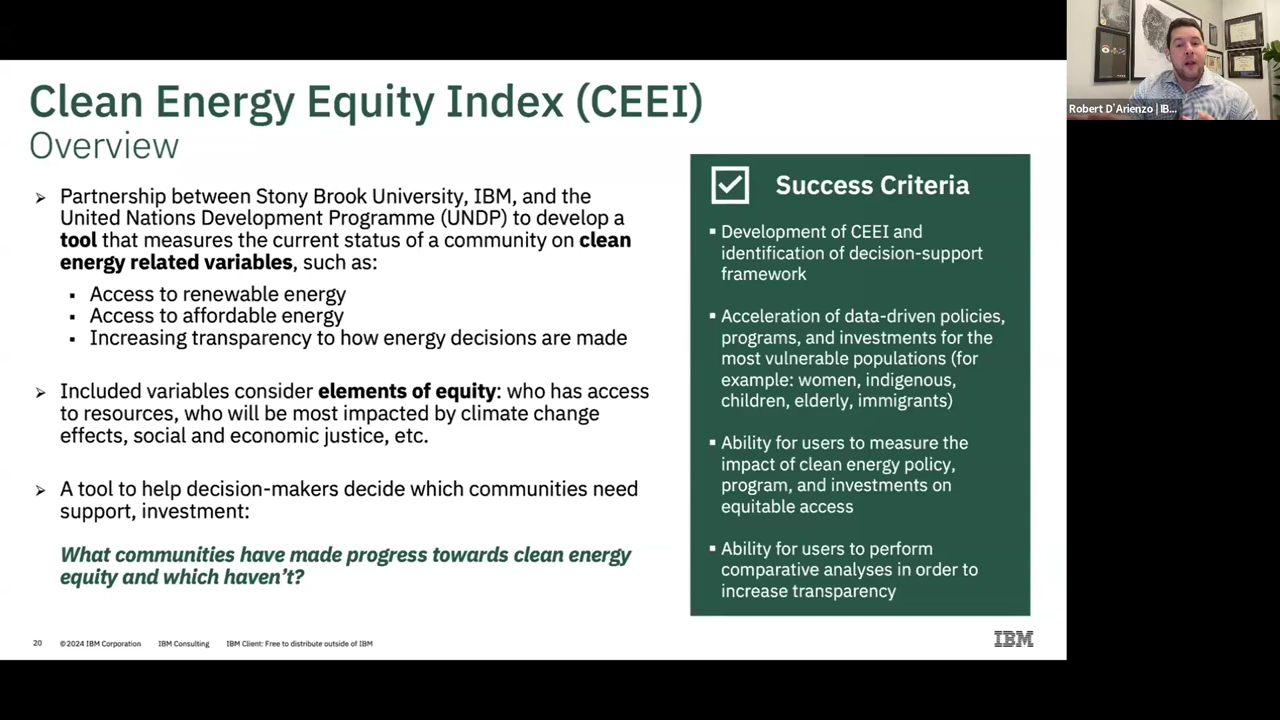 Clean Energy Equity Index (CEEI)
Overview
➢ Partnership between Stony Brook University, IBM, and the
United Nations Development Programme (UNDP) to develop a
tool that measures the current status of a community on clean
energy related variables, such as:
▪ Access to renewable energy
▪ Access to affordable energy
▪ Increasing transparency to how energy decisions are made
➢ Included variables consider elements of equity: who has access
to resources, who will be most impacted by climate change
effects, social and economic justice, etc.
➢ A tool to help decision-makers decide which communities need
support, investment:
What communities have made progress towards clean energy
equity and which haven't?
Success Criteria
▪ Development of CEEI and
identification of decision-support
framework
▪ Acceleration of data-driven policies,
programs, and investments for the
most vulnerable populations (for
example: women, indigenous,
children, elderly, immigrants)
▪ Ability for users to measure the
impact of clean energy policy,
program, and investments on
equitable access
▪ Ability for users to perform
comparative analyses in order to
increase transparency
20 ©2024 IBM Corporation IBM Consulting IBM Client: Free to distribute outside of IBM
IBM
Robert D'Arienzo | IB...